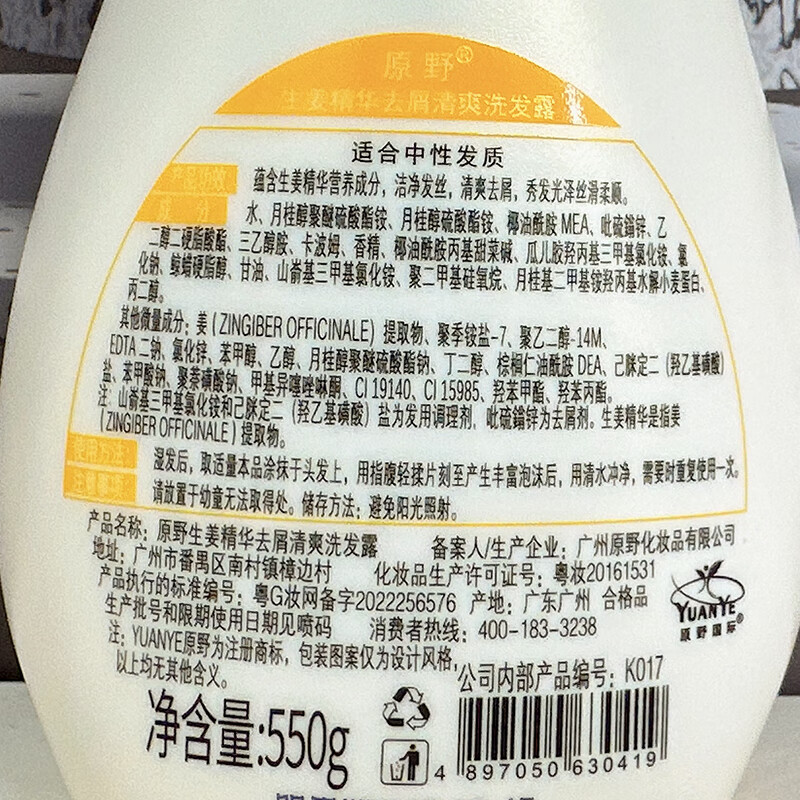 原野®
生姜精华去屑清爽洗发露
适合中性发质
产品功效 蕴含生姜精华营养成分，洁净发丝，清爽去屑，秀发光泽丝滑柔顺。
成 分 水、月桂醇聚醚硫酸酯铵、月桂醇硫酸酯铵、椰油酰胺 MEA、吡硫鎓锌、乙
二醇二硬脂酸酯、三乙醇胺、卡波姆、香精、椰油酰胺丙基甜菜碱、瓜儿胶羟丙基三甲基氯化铵、氯
化钠、鲸蜡硬脂醇、甘油、山嵛基三甲基氯化铵、聚二甲基硅氧烷、月桂基二甲基铵羟丙基水解小麦蛋白、
丙二醇。
其他微量成分：姜 ( ZINGIBER OFFICINALE ) 提取物、聚季铵盐-7、聚乙二醇-14M、
EDTA 二钠、氯化锌、苯甲醇、乙醇、月桂醇聚醚硫酸酯钠、丁二醇、棕榈仁油酰胺 DEA、己脒定二（羟乙基磺酸）
盐、苯甲酸钠、聚萘磺酸钠、甲基异噻唑啉酮、CI 19140、CI 15985、羟苯甲酯、羟苯丙酯。
注：山嵛基三甲基氯化铵和己脒定二（羟乙基磺酸）盐为发用调理剂，吡硫鎓锌为去屑剂。生姜精华是指姜
( ZINGIBER OFFICINALE ) 提取物。
使用方法 湿发后，取适量本品涂抹于头发上，用指腹轻揉片刻至产生丰富泡沫后，用清水冲净，需要时重复使用一次。
注意事项 请放置于幼童无法取得处。储存方法：避免阳光照射。
产品名称：原野生姜精华去屑清爽洗发露 备案人/生产企业：广州原野化妆品有限公司
地址：广州市番禺区南村镇樟边村 化妆品生产许可证号：粤妆20161531
产品执行的标准编号：粤G妆网备字2022256576 产地：广东广州 合格品
生产批号和限期使用日期见喷码 消费者热线：400-183-3238
YUANYE
原野国际®
注：YUANYE原野为注册商标，包装图案仅为设计风格，
以上均无其他含义。
公司内部产品编号：K017
净含量:550g
4 897050 630419